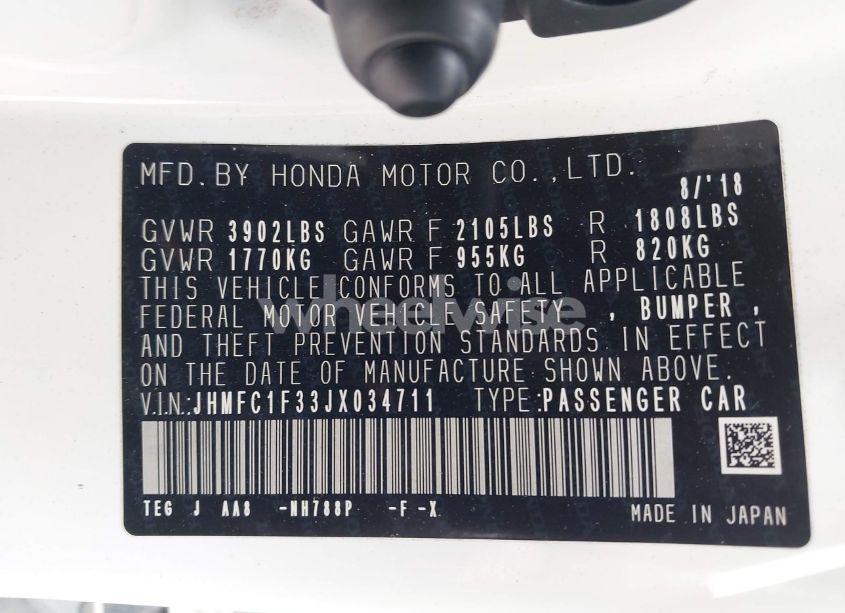 MFD. BY HONDA MOTOR CO., LTD. 8/'18
GVWR 3902LBS GAWR F 2105LBS R 1808LBS
GVWR 1770KG GAWR F 955KG R 820KG
THIS VEHICLE CONFORMS TO ALL APPLICABLE
wheelwise
FEDERAL MOTOR VEHICLE SAFETY , BUMPER ,
AND THEFT PREVENTION STANDARDS IN EFFECT
ON THE DATE OF MANUFACTURE SHOWN ABOVE.
V.I.N.: JHMFC1F33JX034711 TYPE: PASSENGER CAR
TEG J AA8 -NH788P -F -X
MADE IN JAPAN